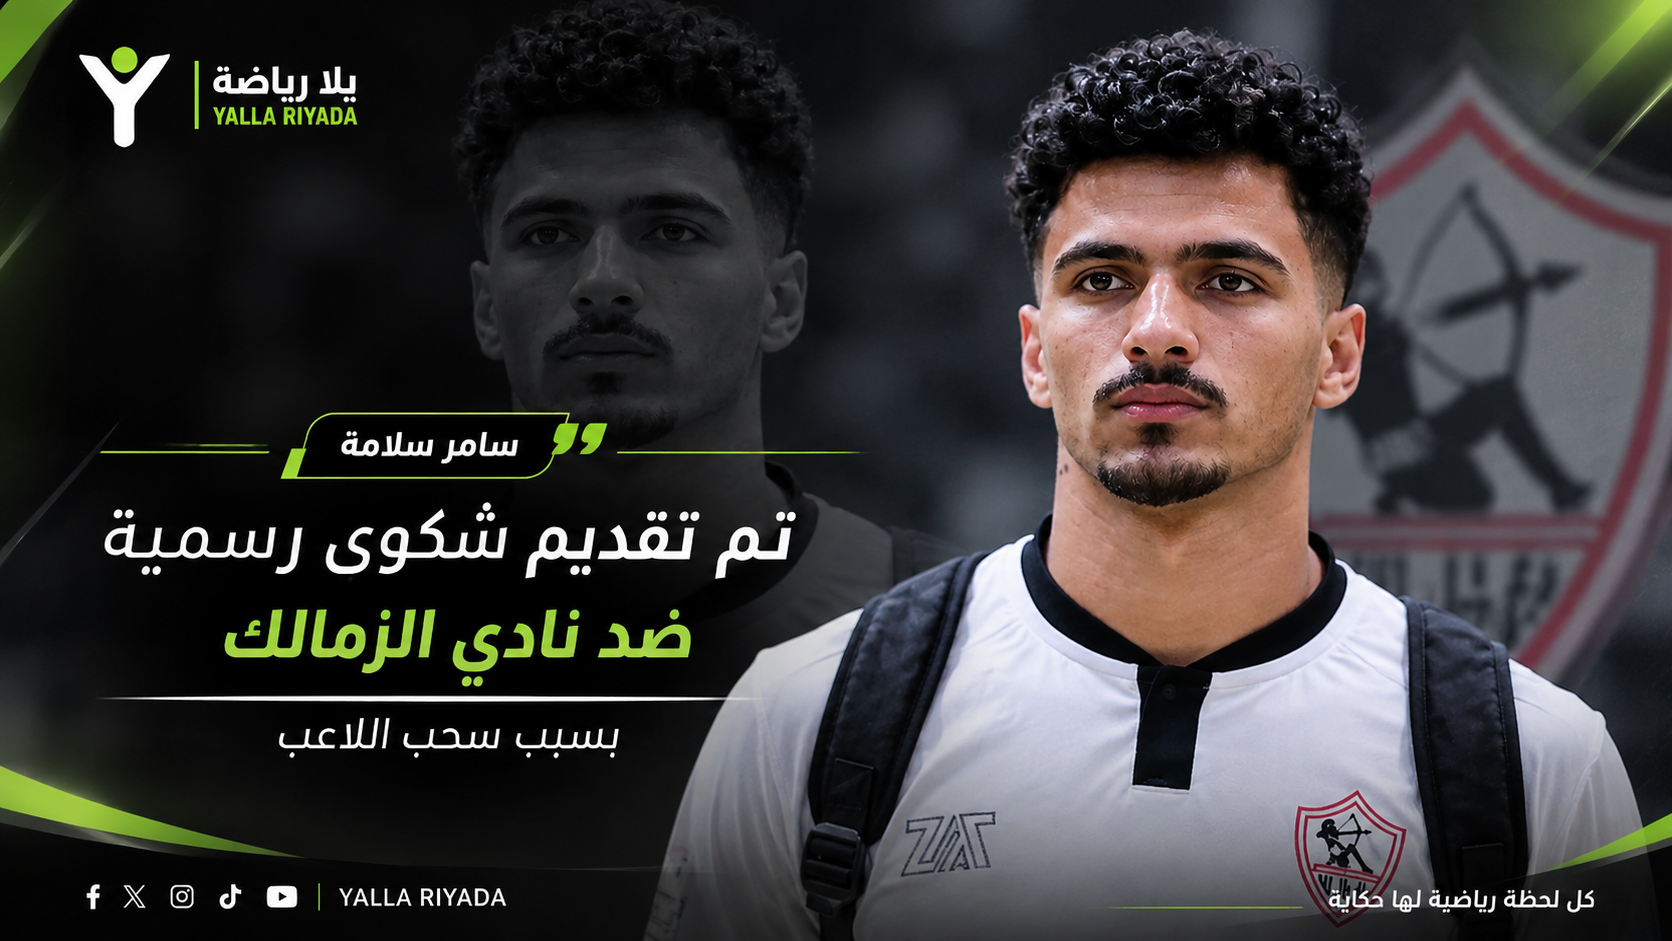 يلا رياضة
YALLA RIYADA
سامر سلامة
تم تقديم شكوى رسمية
ضد نادي الزمالك
بسبب سحب اللاعب
YALLA RIYADA
كل لحظة رياضية لها حكاية